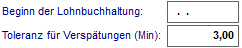 Beginn der Lohnbuchhaltung: . .
Toleranz für Verspätungen (Min): 3,00